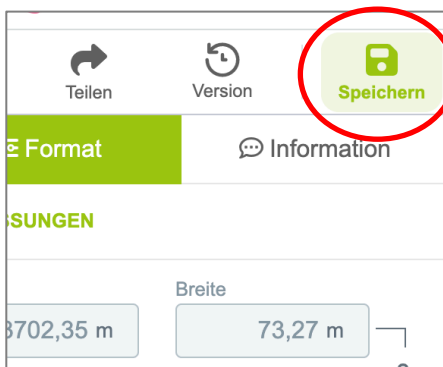 Teilen
Version
Speichern
Format
Information
SSUNGEN
Breite
3702,35 m
73,27 m